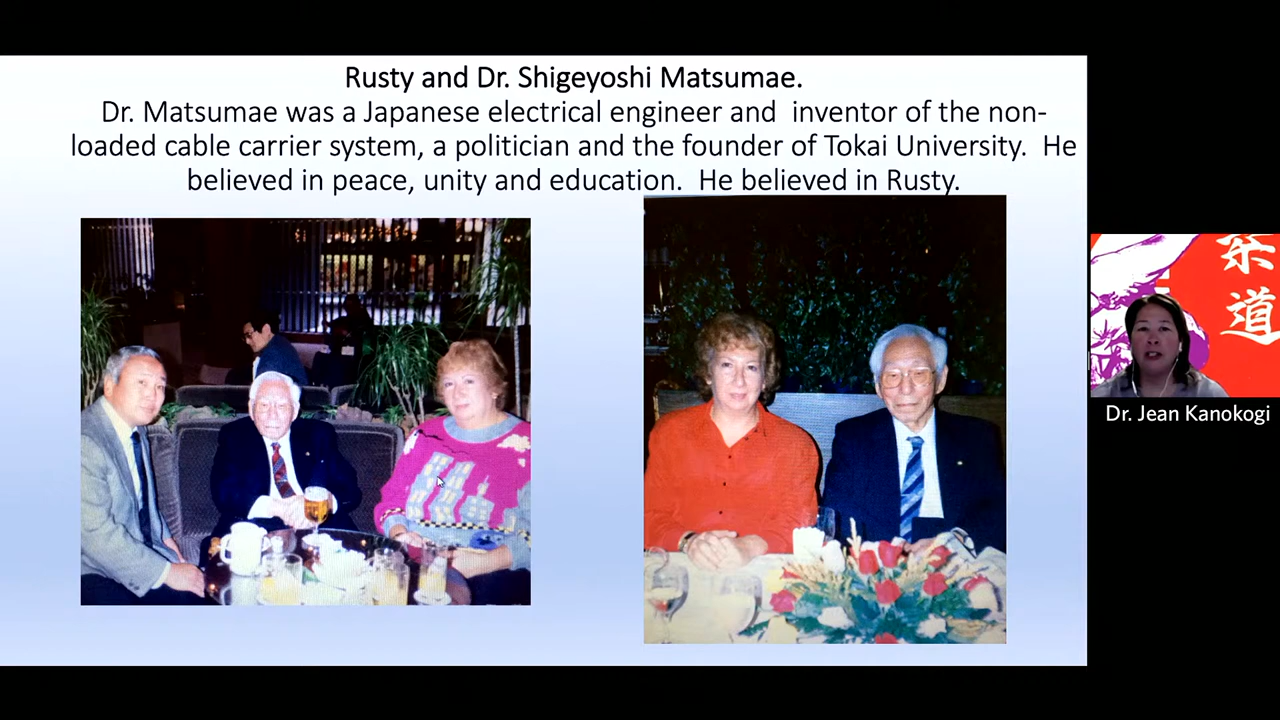 Rusty and Dr. Shigeyoshi Matsumae.
Dr. Matsumae was a Japanese electrical engineer and  inventor of the non-
loaded cable carrier system, a politician and the founder of Tokai University.  He
believed in peace, unity and education.  He believed in Rusty.
柔
道
Dr. Jean Kanokogi